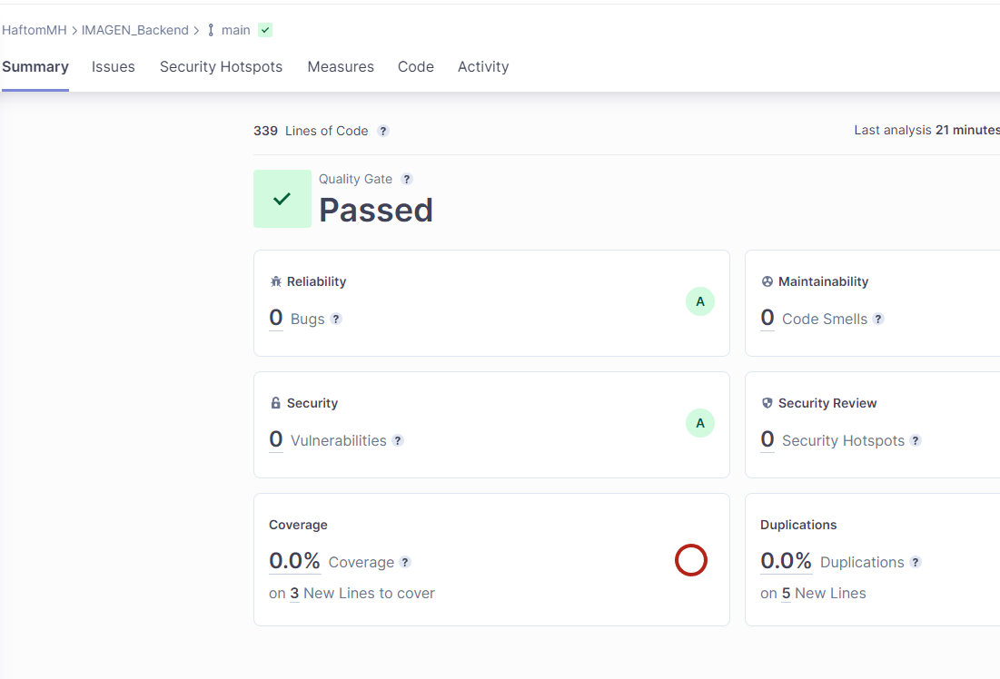 HaftomMH > IMAGEN_Backend > main
Summary Issues Security Hotspots Measures Code Activity
339 Lines of Code ?
Last analysis 21 minutes
Quality Gate ?
Passed
Reliability
0 Bugs ?
A
Maintainability
0 Code Smells ?
Security
0 Vulnerabilities ?
A
Security Review
0 Security Hotspots ?
Coverage
0.0% Coverage ?
on 3 New Lines to cover
Duplications
0.0% Duplications ?
on 5 New Lines